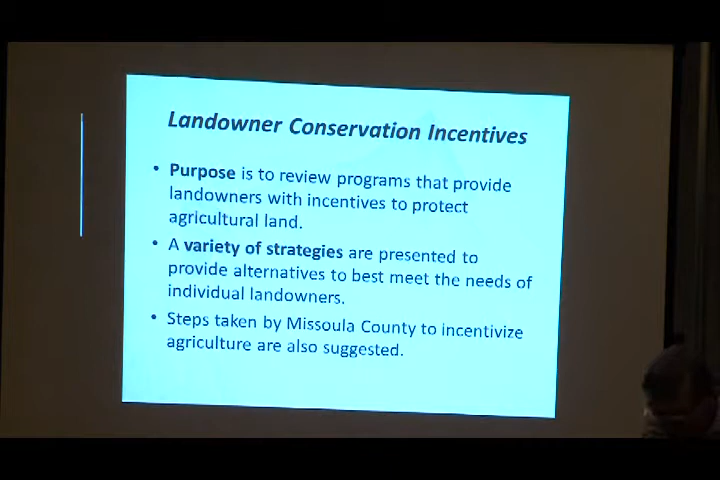 Landowner Conservation Incentives
• Purpose is to review programs that provide
landowners with incentives to protect
agricultural land.
• A variety of strategies are presented to
provide alternatives to best meet the needs of
individual landowners.
• Steps taken by Missoula County to incentivize
agriculture are also suggested.